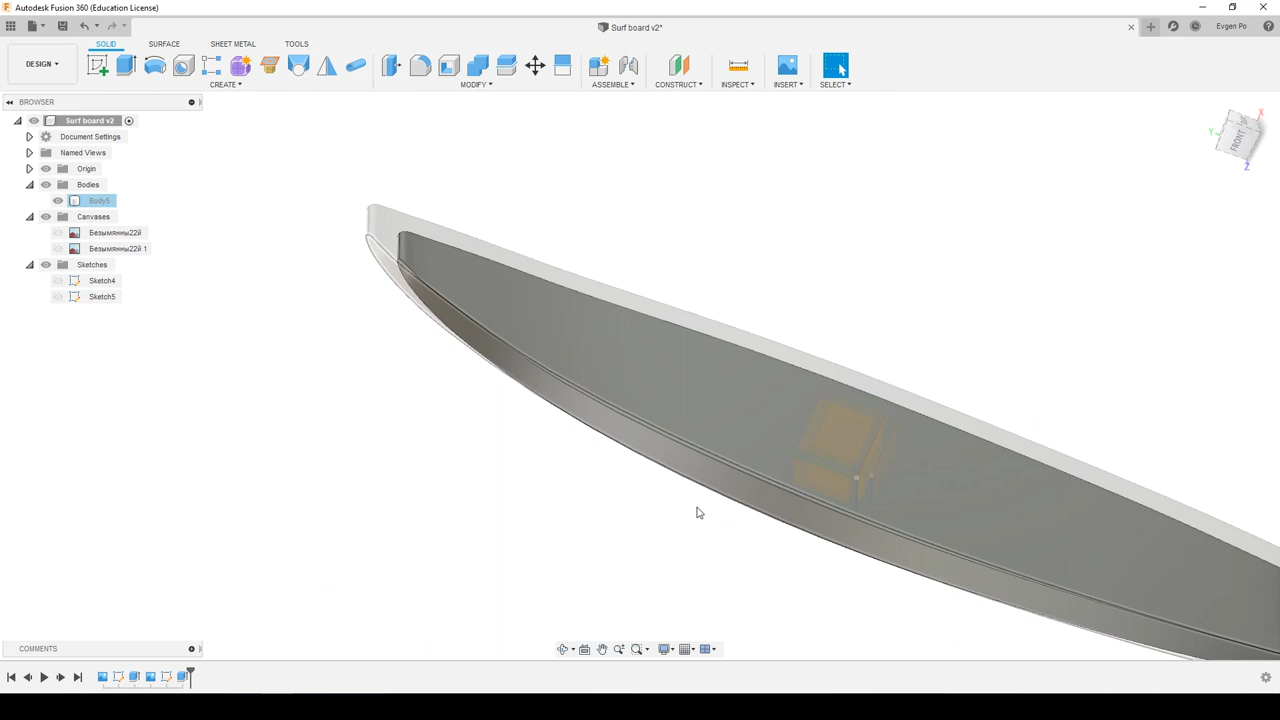 Autodesk Fusion 360 (Education License)
Surf board v2*
Evgen Po
DESIGN
SOLID SURFACE SHEET METAL TOOLS
CREATE MODIFY ASSEMBLE CONSTRUCT INSPECT INSERT SELECT
BROWSER
Surf board v2
Document Settings
Named Views
Origin
Bodies
Body5
Canvases
Безымянны22й
Безымянны22й 1
Sketches
Sketch4
Sketch5
X
Y
FRONT
Z
COMMENTS